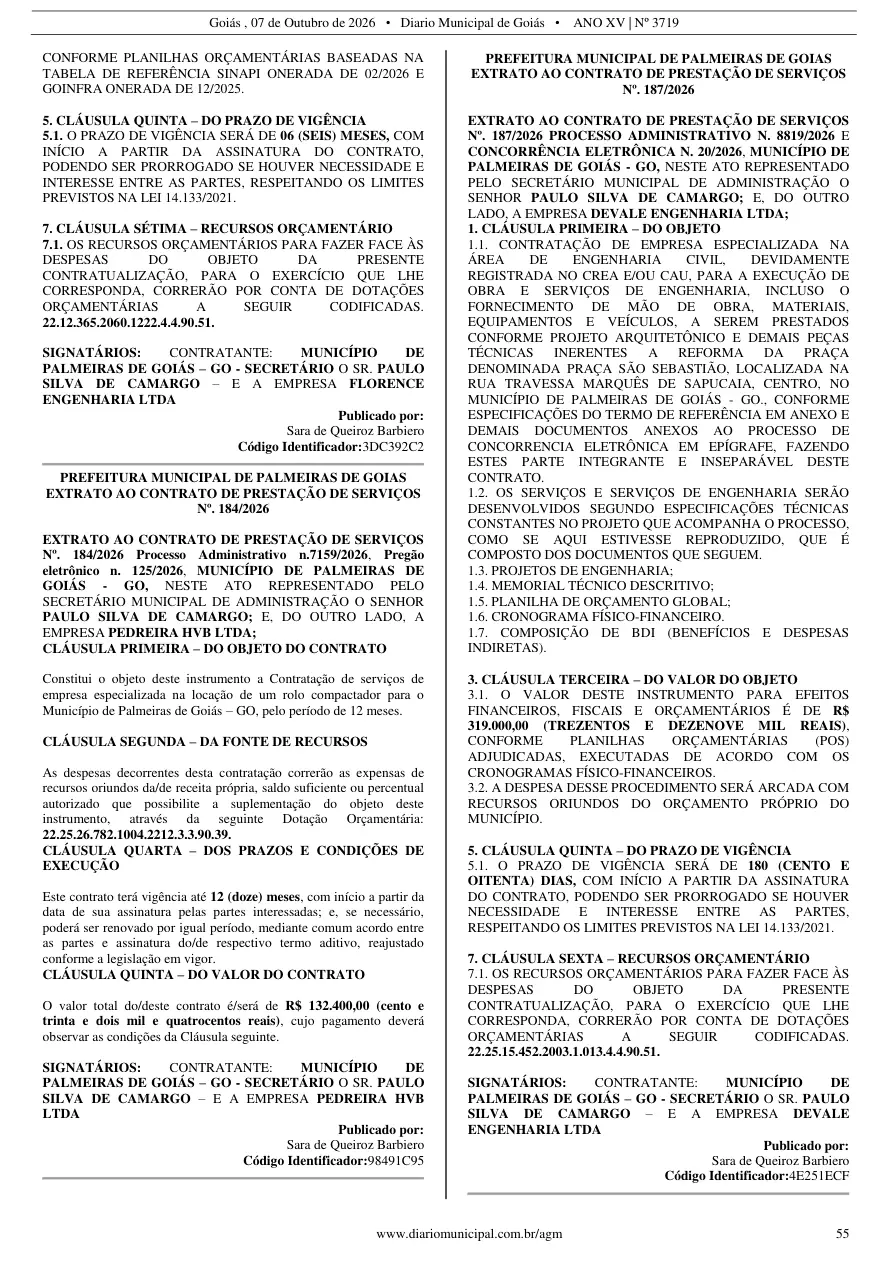 Goiás , 07 de Outubro de 2026 • Diario Municipal de Goiás • ANO XV | Nº 3719
CONFORME PLANILHAS ORÇAMENTÁRIAS BASEADAS NA
TABELA DE REFERÊNCIA SINAPI ONERADA DE 02/2026 E
GOINFRA ONERADA DE 12/2025.
5. CLÁUSULA QUINTA – DO PRAZO DE VIGÊNCIA
5.1. O PRAZO DE VIGÊNCIA SERÁ DE 06 (SEIS) MESES, COM
INÍCIO A PARTIR DA ASSINATURA DO CONTRATO,
PODENDO SER PRORROGADO SE HOUVER NECESSIDADE E
INTERESSE ENTRE AS PARTES, RESPEITANDO OS LIMITES
PREVISTOS NA LEI 14.133/2021.
7. CLÁUSULA SÉTIMA – RECURSOS ORÇAMENTÁRIO
7.1. OS RECURSOS ORÇAMENTÁRIOS PARA FAZER FACE ÀS
DESPESAS DO OBJETO DA PRESENTE
CONTRATUALIZAÇÃO, PARA O EXERCÍCIO QUE LHE
CORRESPONDA, CORRERÃO POR CONTA DE DOTAÇÕES
ORÇAMENTÁRIAS A SEGUIR CODIFICADAS.
22.12.365.2060.1222.4.4.90.51.
SIGNATÁRIOS: CONTRATANTE: MUNICÍPIO DE
PALMEIRAS DE GOIÁS – GO - SECRETÁRIO O SR. PAULO
SILVA DE CAMARGO – E A EMPRESA FLORENCE
ENGENHARIA LTDA
Publicado por:
Sara de Queiroz Barbiero
Código Identificador:3DC392C2
PREFEITURA MUNICIPAL DE PALMEIRAS DE GOIAS
EXTRATO AO CONTRATO DE PRESTAÇÃO DE SERVIÇOS
Nº. 184/2026
EXTRATO AO CONTRATO DE PRESTAÇÃO DE SERVIÇOS
Nº. 184/2026 Processo Administrativo n.7159/2026, Pregão
eletrônico n. 125/2026, MUNICÍPIO DE PALMEIRAS DE
GOIÁS - GO, NESTE ATO REPRESENTADO PELO
SECRETÁRIO MUNICIPAL DE ADMINISTRAÇÃO O SENHOR
PAULO SILVA DE CAMARGO; E, DO OUTRO LADO, A
EMPRESA PEDREIRA HVB LTDA;
CLÁUSULA PRIMEIRA – DO OBJETO DO CONTRATO
Constitui o objeto deste instrumento a Contratação de serviços de
empresa especializada na locação de um rolo compactador para o
Município de Palmeiras de Goiás – GO, pelo período de 12 meses.
CLÁUSULA SEGUNDA – DA FONTE DE RECURSOS
As despesas decorrentes desta contratação correrão as expensas de
recursos oriundos da/de receita própria, saldo suficiente ou percentual
autorizado que possibilite a suplementação do objeto deste
instrumento, através da seguinte Dotação Orçamentária:
22.25.26.782.1004.2212.3.3.90.39.
CLÁUSULA QUARTA – DOS PRAZOS E CONDIÇÕES DE
EXECUÇÃO
Este contrato terá vigência até 12 (doze) meses, com início a partir da
data de sua assinatura pelas partes interessadas; e, se necessário,
poderá ser renovado por igual período, mediante comum acordo entre
as partes e assinatura do/de respectivo termo aditivo, reajustado
conforme a legislação em vigor.
CLÁUSULA QUINTA – DO VALOR DO CONTRATO
O valor total do/deste contrato é/será de R$ 132.400,00 (cento e
trinta e dois mil e quatrocentos reais), cujo pagamento deverá
observar as condições da Cláusula seguinte.
SIGNATÁRIOS: CONTRATANTE: MUNICÍPIO DE
PALMEIRAS DE GOIÁS – GO - SECRETÁRIO O SR. PAULO
SILVA DE CAMARGO – E A EMPRESA PEDREIRA HVB
LTDA
Publicado por:
Sara de Queiroz Barbiero
Código Identificador:98491C95
PREFEITURA MUNICIPAL DE PALMEIRAS DE GOIAS
EXTRATO AO CONTRATO DE PRESTAÇÃO DE SERVIÇOS
Nº. 187/2026
EXTRATO AO CONTRATO DE PRESTAÇÃO DE SERVIÇOS
Nº. 187/2026 PROCESSO ADMINISTRATIVO N. 8819/2026 E
CONCORRÊNCIA ELETRÔNICA N. 20/2026, MUNICÍPIO DE
PALMEIRAS DE GOIÁS - GO, NESTE ATO REPRESENTADO
PELO SECRETÁRIO MUNICIPAL DE ADMINISTRAÇÃO O
SENHOR PAULO SILVA DE CAMARGO; E, DO OUTRO
LADO, A EMPRESA DEVALE ENGENHARIA LTDA;
1. CLÁUSULA PRIMEIRA – DO OBJETO
1.1. CONTRATAÇÃO DE EMPRESA ESPECIALIZADA NA
ÁREA DE ENGENHARIA CIVIL, DEVIDAMENTE
REGISTRADA NO CREA E/OU CAU, PARA A EXECUÇÃO DE
OBRA E SERVIÇOS DE ENGENHARIA, INCLUSO O
FORNECIMENTO DE MÃO DE OBRA, MATERIAIS,
EQUIPAMENTOS E VEÍCULOS, A SEREM PRESTADOS
CONFORME PROJETO ARQUITETÔNICO E DEMAIS PEÇAS
TÉCNICAS INERENTES A REFORMA DA PRAÇA
DENOMINADA PRAÇA SÃO SEBASTIÃO, LOCALIZADA NA
RUA TRAVESSA MARQUÊS DE SAPUCAIA, CENTRO, NO
MUNICÍPIO DE PALMEIRAS DE GOIÁS - GO., CONFORME
ESPECIFICAÇÕES DO TERMO DE REFERÊNCIA EM ANEXO E
DEMAIS DOCUMENTOS ANEXOS AO PROCESSO DE
CONCORRENCIA ELETRÔNICA EM EPÍGRAFE, FAZENDO
ESTES PARTE INTEGRANTE E INSEPARÁVEL DESTE
CONTRATO.
1.2. OS SERVIÇOS E SERVIÇOS DE ENGENHARIA SERÃO
DESENVOLVIDOS SEGUNDO ESPECIFICAÇÕES TÉCNICAS
CONSTANTES NO PROJETO QUE ACOMPANHA O PROCESSO,
COMO SE AQUI ESTIVESSE REPRODUZIDO, QUE É
COMPOSTO DOS DOCUMENTOS QUE SEGUEM.
1.3. PROJETOS DE ENGENHARIA;
1.4. MEMORIAL TÉCNICO DESCRITIVO;
1.5. PLANILHA DE ORÇAMENTO GLOBAL;
1.6. CRONOGRAMA FÍSICO-FINANCEIRO.
1.7. COMPOSIÇÃO DE BDI (BENEFÍCIOS E DESPESAS
INDIRETAS).
3. CLÁUSULA TERCEIRA – DO VALOR DO OBJETO
3.1. O VALOR DESTE INSTRUMENTO PARA EFEITOS
FINANCEIROS, FISCAIS E ORÇAMENTÁRIOS É DE R$
319.000,00 (TREZENTOS E DEZENOVE MIL REAIS),
CONFORME PLANILHAS ORÇAMENTÁRIAS (POS)
ADJUDICADAS, EXECUTADAS DE ACORDO COM OS
CRONOGRAMAS FÍSICO-FINANCEIROS.
3.2. A DESPESA DESSE PROCEDIMENTO SERÁ ARCADA COM
RECURSOS ORIUNDOS DO ORÇAMENTO PRÓPRIO DO
MUNICÍPIO.
5. CLÁUSULA QUINTA – DO PRAZO DE VIGÊNCIA
5.1. O PRAZO DE VIGÊNCIA SERÁ DE 180 (CENTO E
OITENTA) DIAS, COM INÍCIO A PARTIR DA ASSINATURA
DO CONTRATO, PODENDO SER PRORROGADO SE HOUVER
NECESSIDADE E INTERESSE ENTRE AS PARTES,
RESPEITANDO OS LIMITES PREVISTOS NA LEI 14.133/2021.
7. CLÁUSULA SEXTA – RECURSOS ORÇAMENTÁRIO
7.1. OS RECURSOS ORÇAMENTÁRIOS PARA FAZER FACE ÀS
DESPESAS DO OBJETO DA PRESENTE
CONTRATUALIZAÇÃO, PARA O EXERCÍCIO QUE LHE
CORRESPONDA, CORRERÃO POR CONTA DE DOTAÇÕES
ORÇAMENTÁRIAS A SEGUIR CODIFICADAS.
22.25.15.452.2003.1.013.4.4.90.51.
SIGNATÁRIOS: CONTRATANTE: MUNICÍPIO DE
PALMEIRAS DE GOIÁS – GO - SECRETÁRIO O SR. PAULO
SILVA DE CAMARGO – E A EMPRESA DEVALE
ENGENHARIA LTDA
Publicado por:
Sara de Queiroz Barbiero
Código Identificador:4E251ECF
www.diariomunicipal.com.br/agm 55